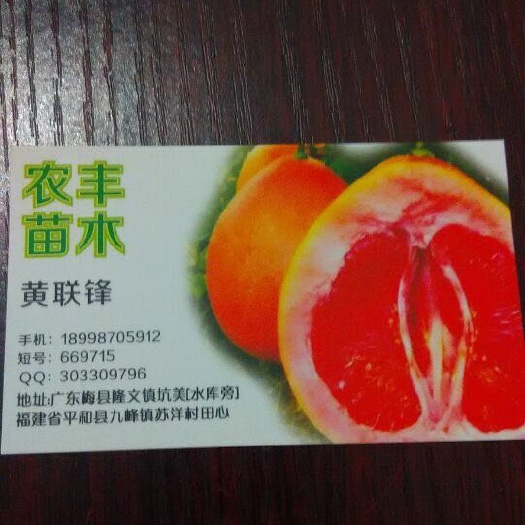 农丰
苗木
黄联锋
手机: 18998705912
短号: 669715
QQ: 303309796
地址:广东梅县隆文镇坑美[水库旁]
福建省平和县九峰镇苏洋村田心